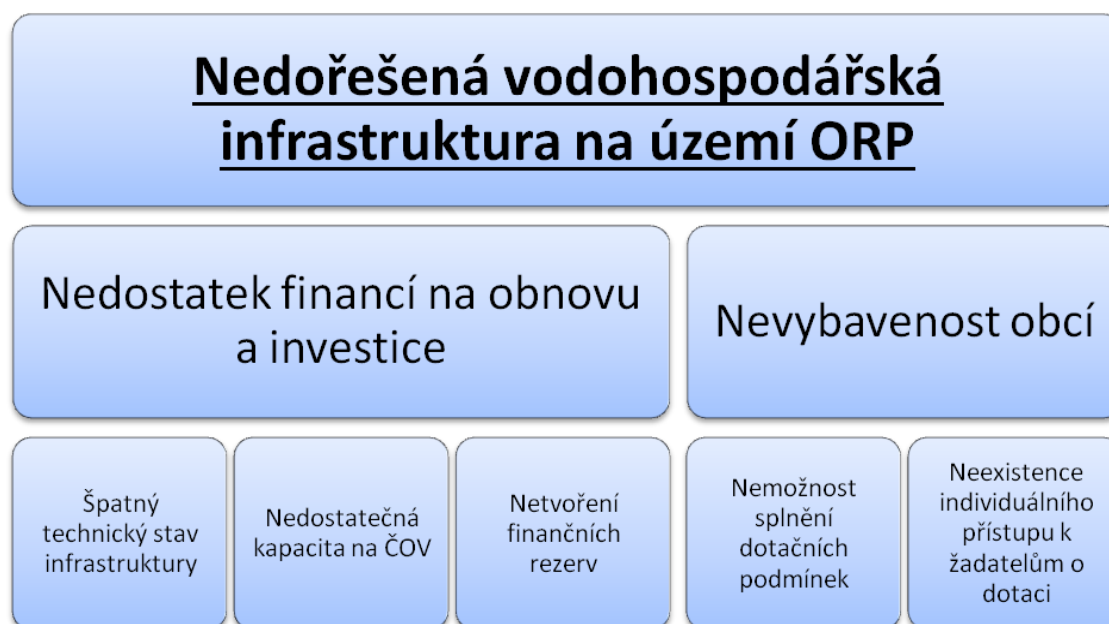 Nedořešená vodohospodářská
infrastruktura na území ORP
Nedostatek financí na obnovu
a investice
Nevybavenost obcí
Špatný
technický stav
infrastruktury
Nedostatečná
kapacita na ČOV
Netvoření
finančních
rezerv
Nemožnost
splnění
dotačních
podmínek
Neexistence
individuálního
přístupu k
žadatelům o
dotaci